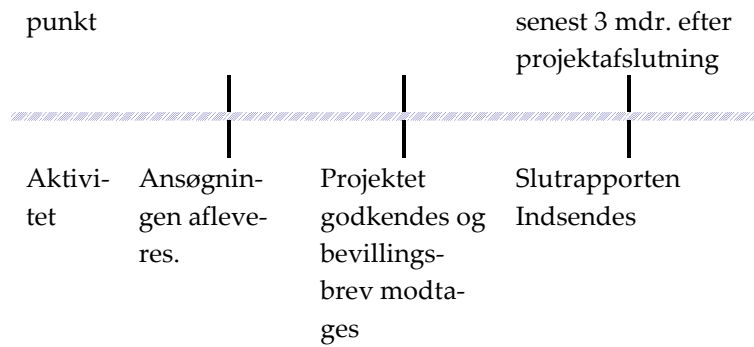 punkt
senest 3 mdr. efter
projektafslutning
Aktivi-
tet
Ansøgnin-
gen afleve-
res.
Projektet
godkendes og
bevillings-
brev modta-
ges
Slutrapporten
Indsendes